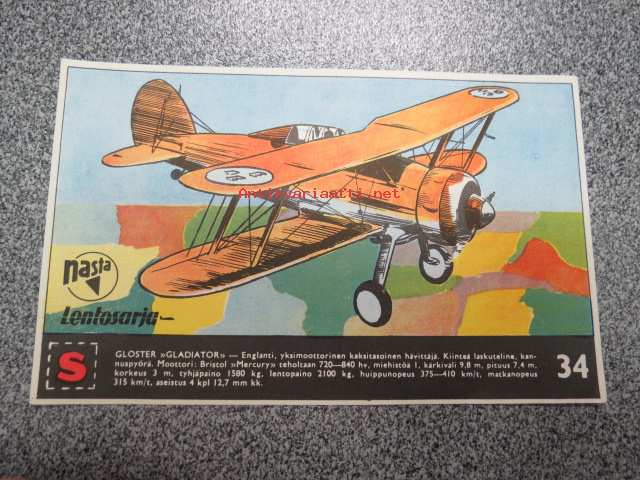 Antikvariaatti.net
nasta
Lentosarja
S
GLOSTER »GLADIATOR» — Englanti, yksimoottorinen kaksitasoinen hävittäjä. Kiinteä laskuteline, kan-
nuspyörä. Moottori: Bristol »Mercury» teholtaan 720—840 hv, miehistöä 1, kärkiväli 9,8 m, pituus 7,4 m,
korkeus 3 m, tyhjäpaino 1580 kg, lentopaino 2100 kg, huippunopeus 375—410 km/t, matkanopeus
315 km/t, aseistus 4 kpl 12,7 mm kk.
34